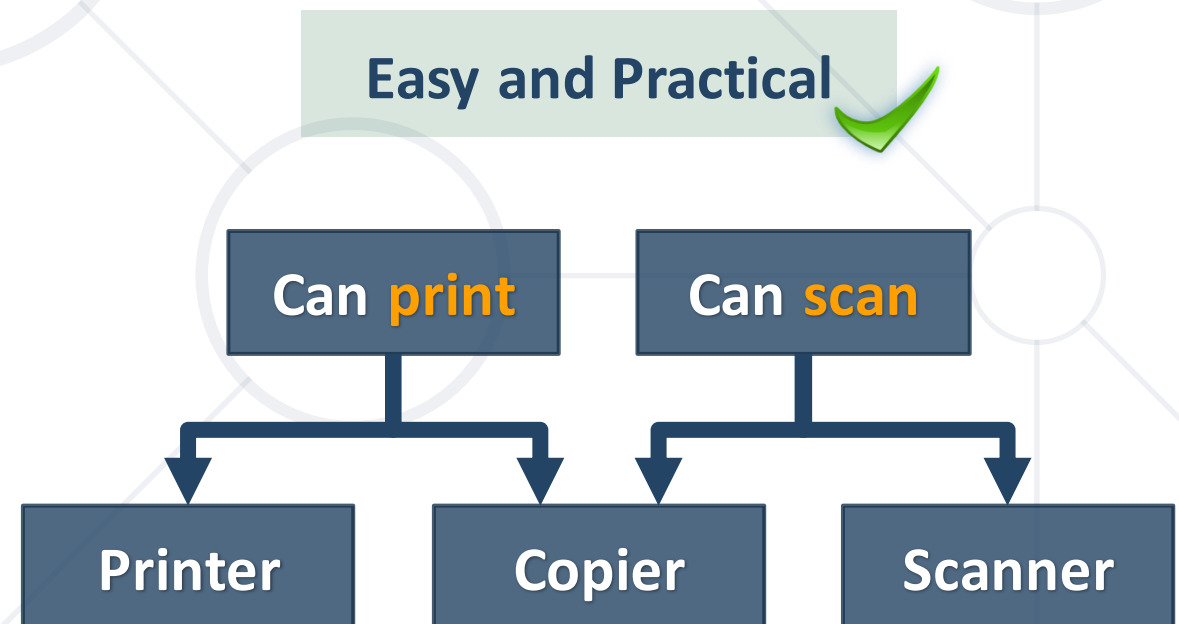 Easy and Practical
Can print
Can scan
Printer
Copier
Scanner